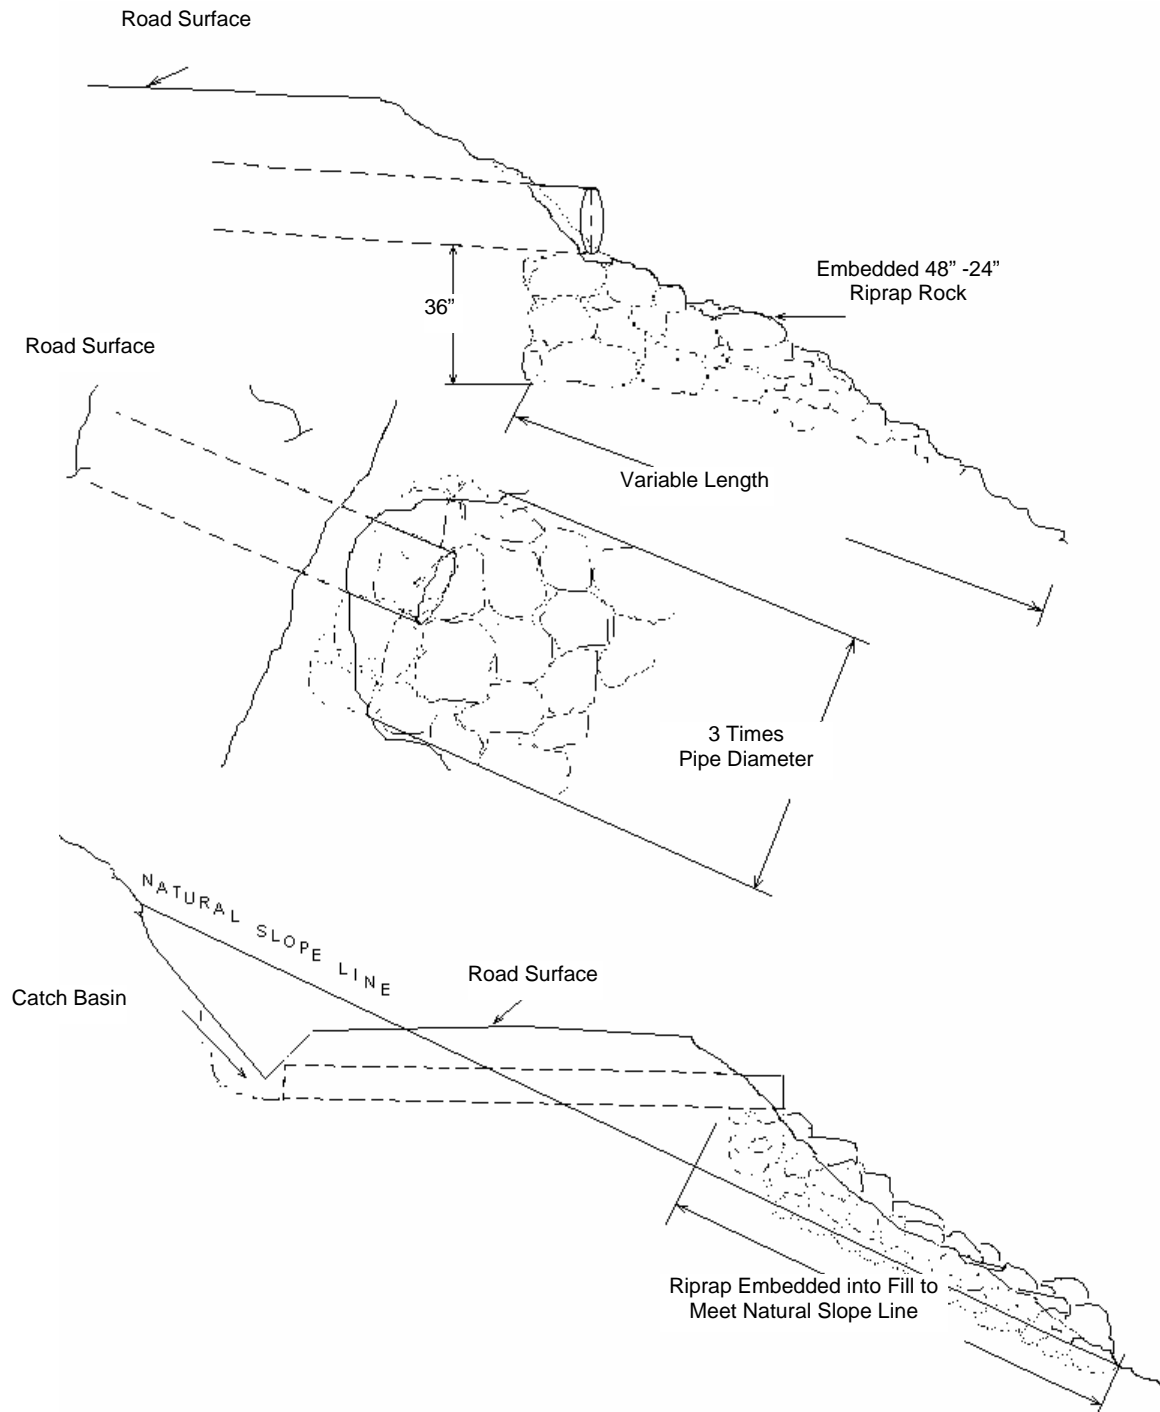 Road Surface
Embedded 48” -24”
Riprap Rock
36”
Road Surface
Variable Length
3 Times
Pipe Diameter
NATURAL SLOPE LINE
Road Surface
Catch Basin
Riprap Embedded into Fill to
Meet Natural Slope Line